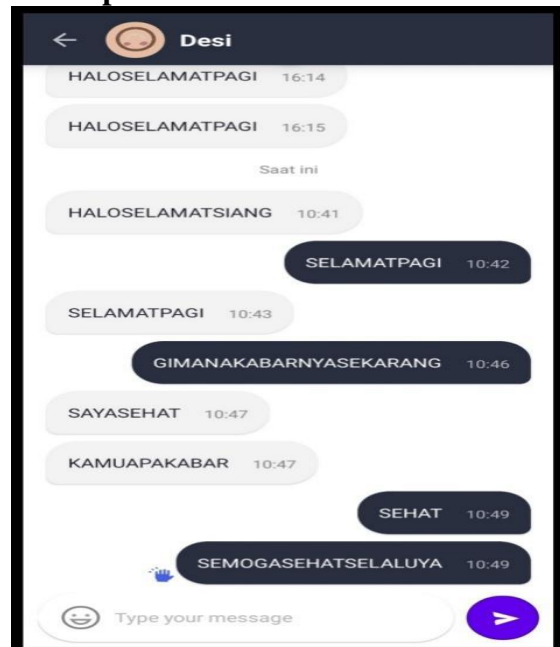 Desi
HALOSELAMATPAGI 16:14
HALOSELAMATPAGI 16:15
Saat ini
HALOSELAMATSIANG 10:41
SELAMATPAGI 10:42
SELAMATPAGI 10:43
GIMANAKABARNYASEKARANG 10:46
SAYASEHAT 10:47
KAMUAPAKABAR 10:47
SEHAT 10:49
SEMOGASEHATSELALUYA 10:49
Type your message